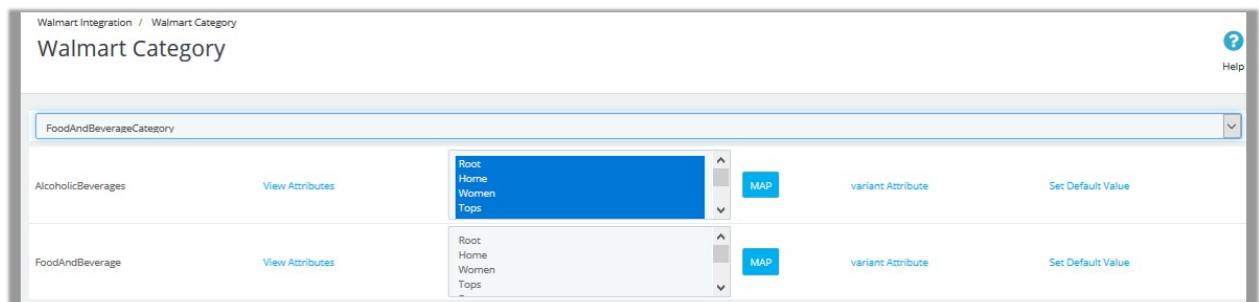 Walmart Integration / Walmart Category
Walmart Category
Help
FoodAndBeverageCategory
AlcoholicBeverages View Attributes Root MAP variant Attribute Set Default Value
Home
Women
Tops
FoodAndBeverage View Attributes Root MAP variant Attribute Set Default Value
Home
Women
Tops